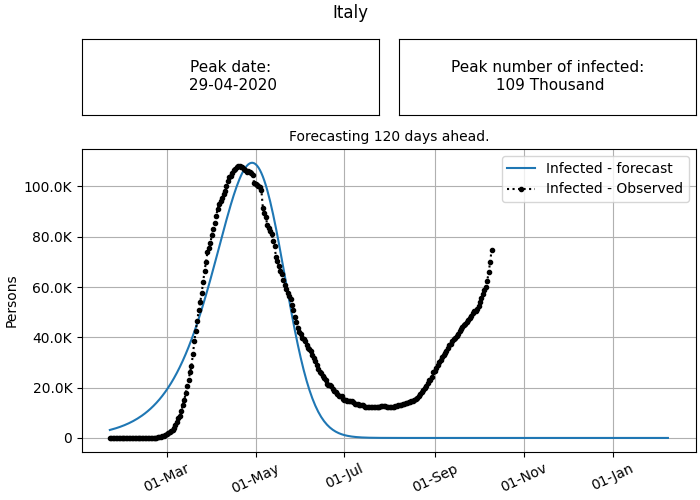 Italy
Peak date:
29-04-2020
Peak number of infected:
109 Thousand
Forecasting 120 days ahead.
Infected - forecast
Infected - Observed
100.0K
80.0K
60.0K
40.0K
20.0K
0
Persons
01-Mar
01-May
01-Jul
01-Sep
01-Nov
01-Jan